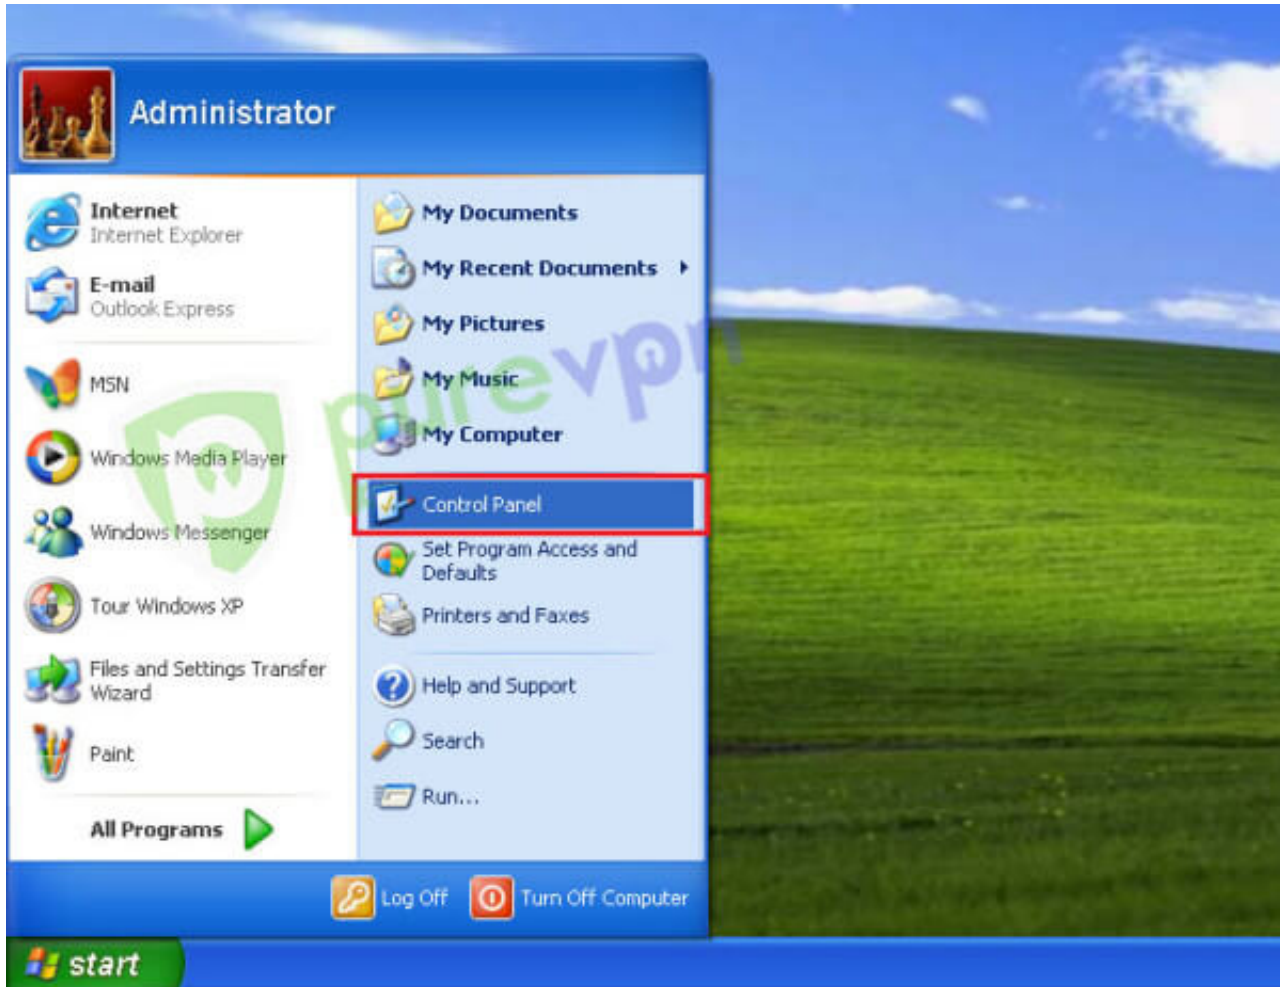 Administrator
Internet
Internet Explorer
E-mail
Outlook Express
MSN
Windows Media Player
Windows Messenger
Tour Windows XP
Files and Settings Transfer
Wizard
Paint
All Programs
My Documents
My Recent Documents
My Pictures
My Music
My Computer
Control Panel
Set Program Access and
Defaults
Printers and Faxes
Help and Support
Search
Run...
purevpn
Log Off
Turn Off Computer
start